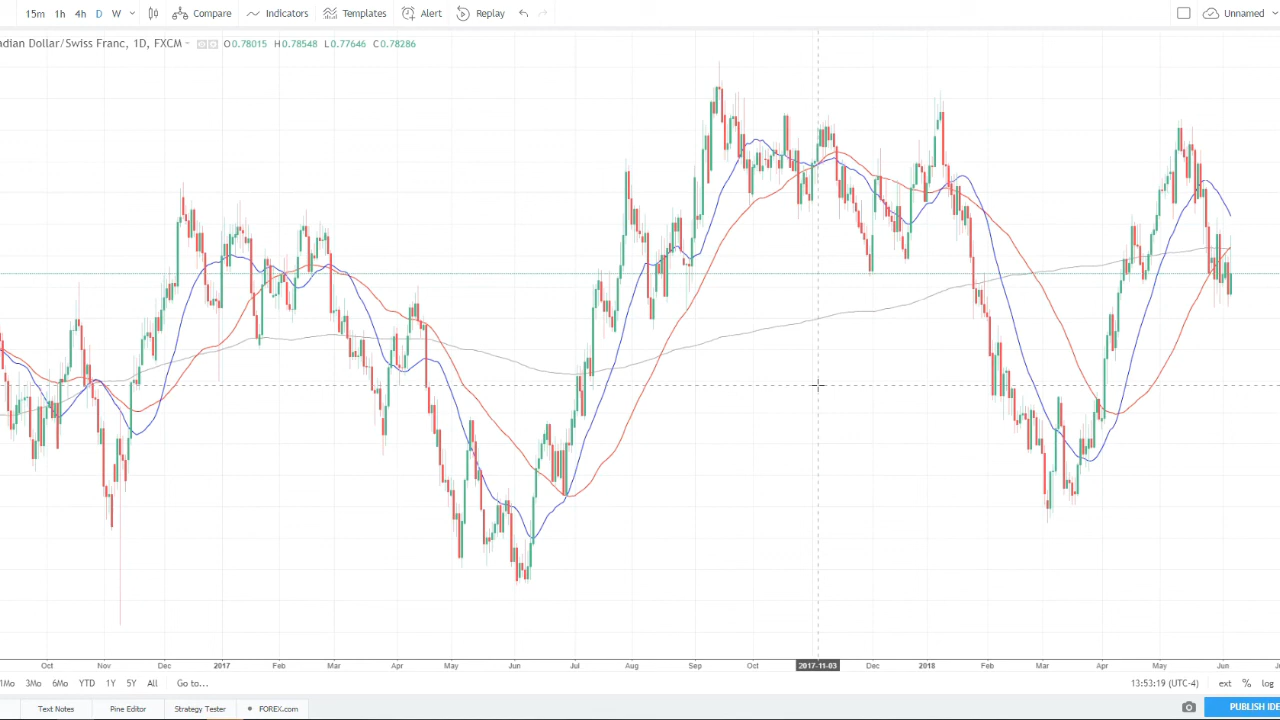 15m 1h 4h D W Compare Indicators Templates Alert Replay Unnamed
adian Dollar/Swiss Franc, 1D, FXCM O0.78015 H0.78548 L0.77646 C0.78286
Oct Nov Dec 2017 Feb Mar Apr May Jun Jul Aug Sep Oct 2017-11-03 Dec 2018 Feb Mar Apr May Jun
1Mo 3Mo 6Mo YTD 1Y 5Y All Go to... 13:53:19 (UTC-4) ext % log
Text Notes Pine Editor Strategy Tester FOREX.com PUBLISH IDE